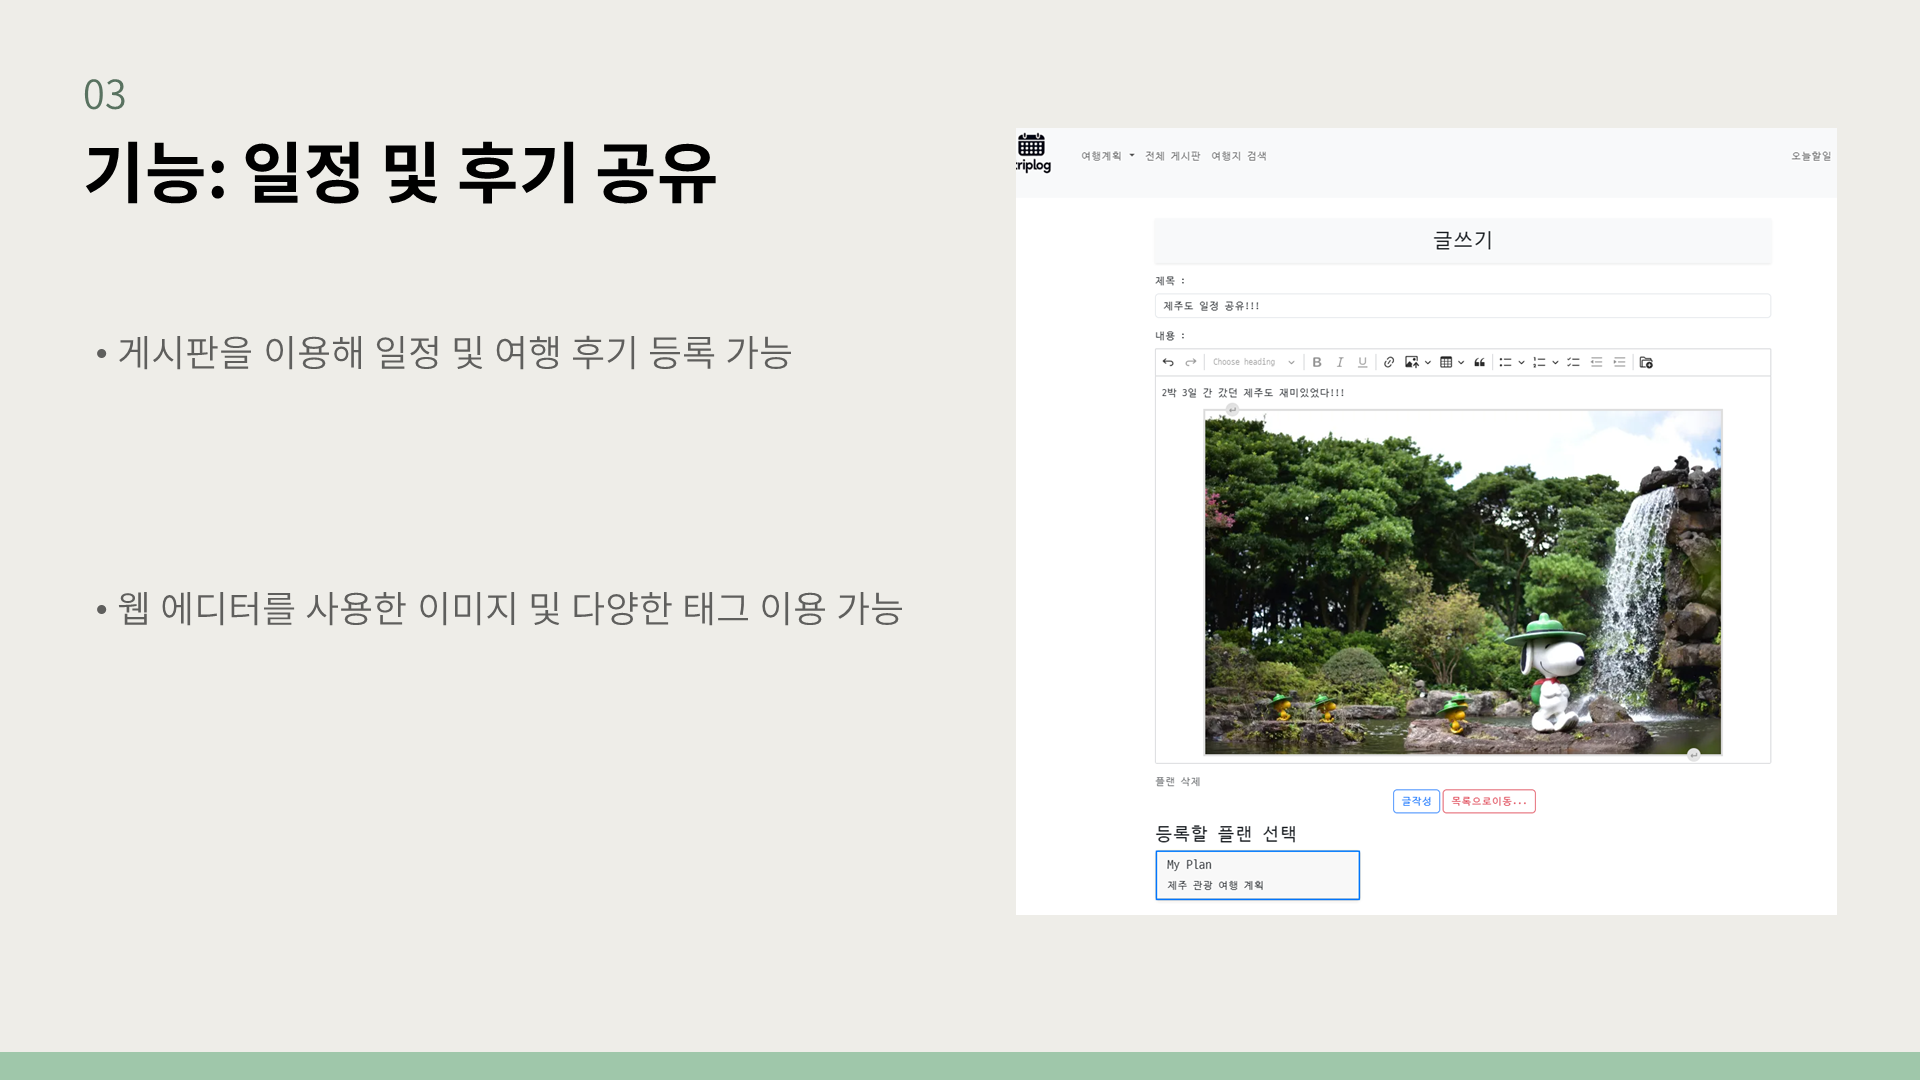 03
기능: 일정 및 후기 공유
• 게시판을 이용해 일정 및 여행 후기 등록 가능
• 웹 에디터를 사용한 이미지 및 다양한 태그 이용 가능
triplog
여행계획 전체 게시판 여행지 검색 오늘할일
글쓰기
제목 :
제주도 일정 공유!!!
내용 :
Choose heading B I U
2박 3일 간 갔던 제주도 재미있었다!!!
플랜 삭제
글작성 목록으로이동...
등록할 플랜 선택
My Plan
제주 관광 여행 계획